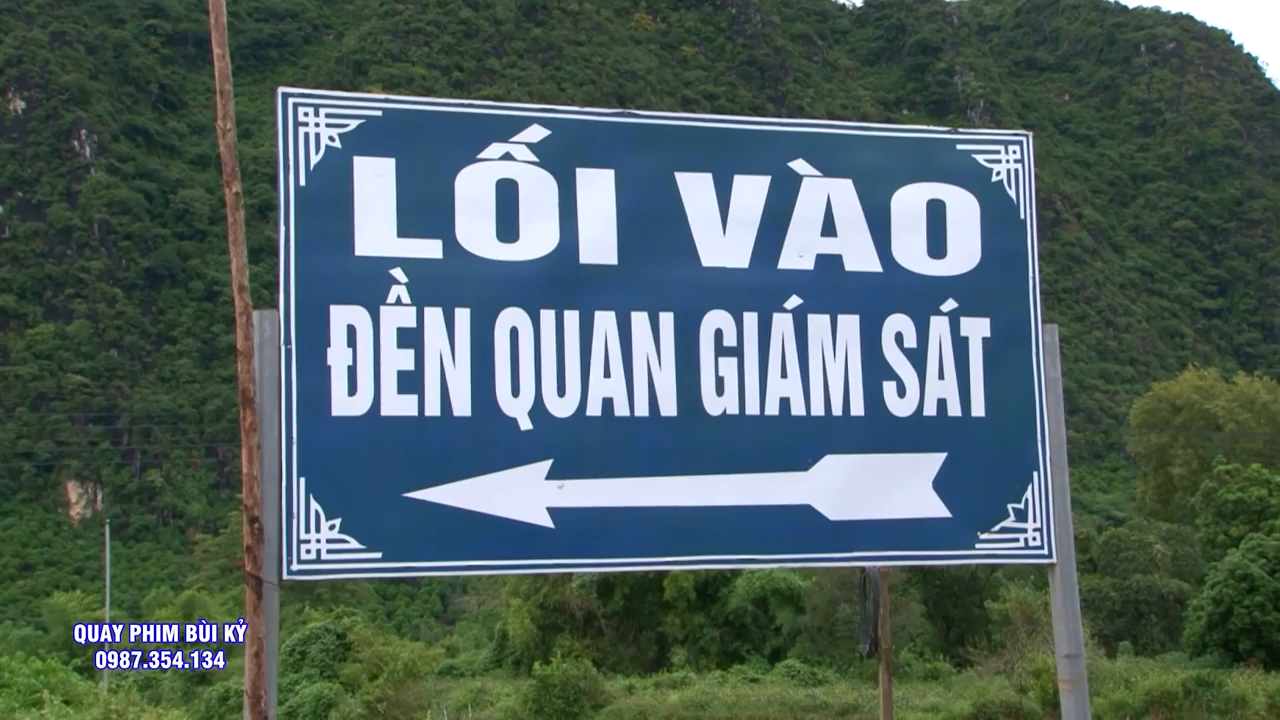 LỐI VÀO
ĐỀN QUAN GIÁM SÁT
QUAY PHIM BÙI KỶ
0987.354.134